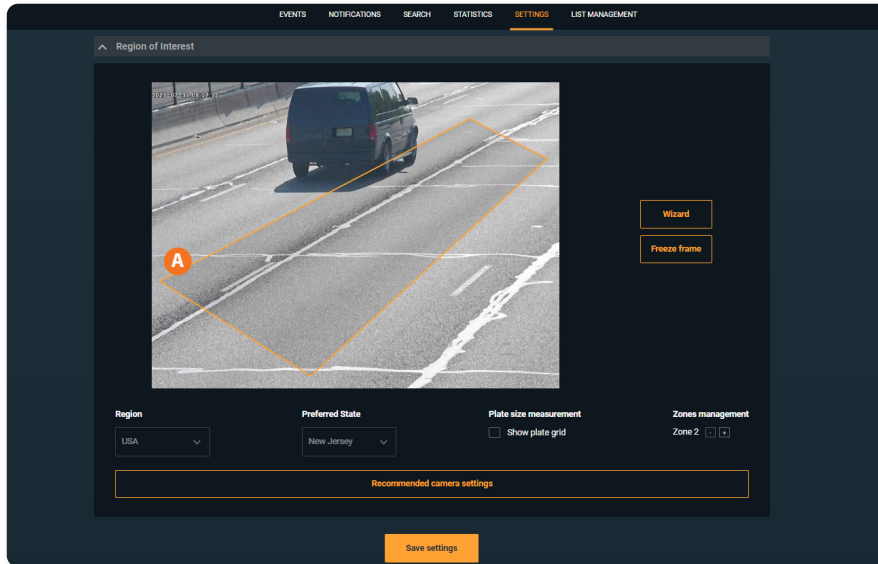 EVENTS NOTIFICATIONS SEARCH STATISTICS SETTINGS LIST MANAGEMENT
Region of Interest
A
Wizard
Freeze frame
Region Preferred State Plate size measurement Zones management
USA New Jersey Show plate grid Zone 2 - +
Recommended camera settings
Save settings